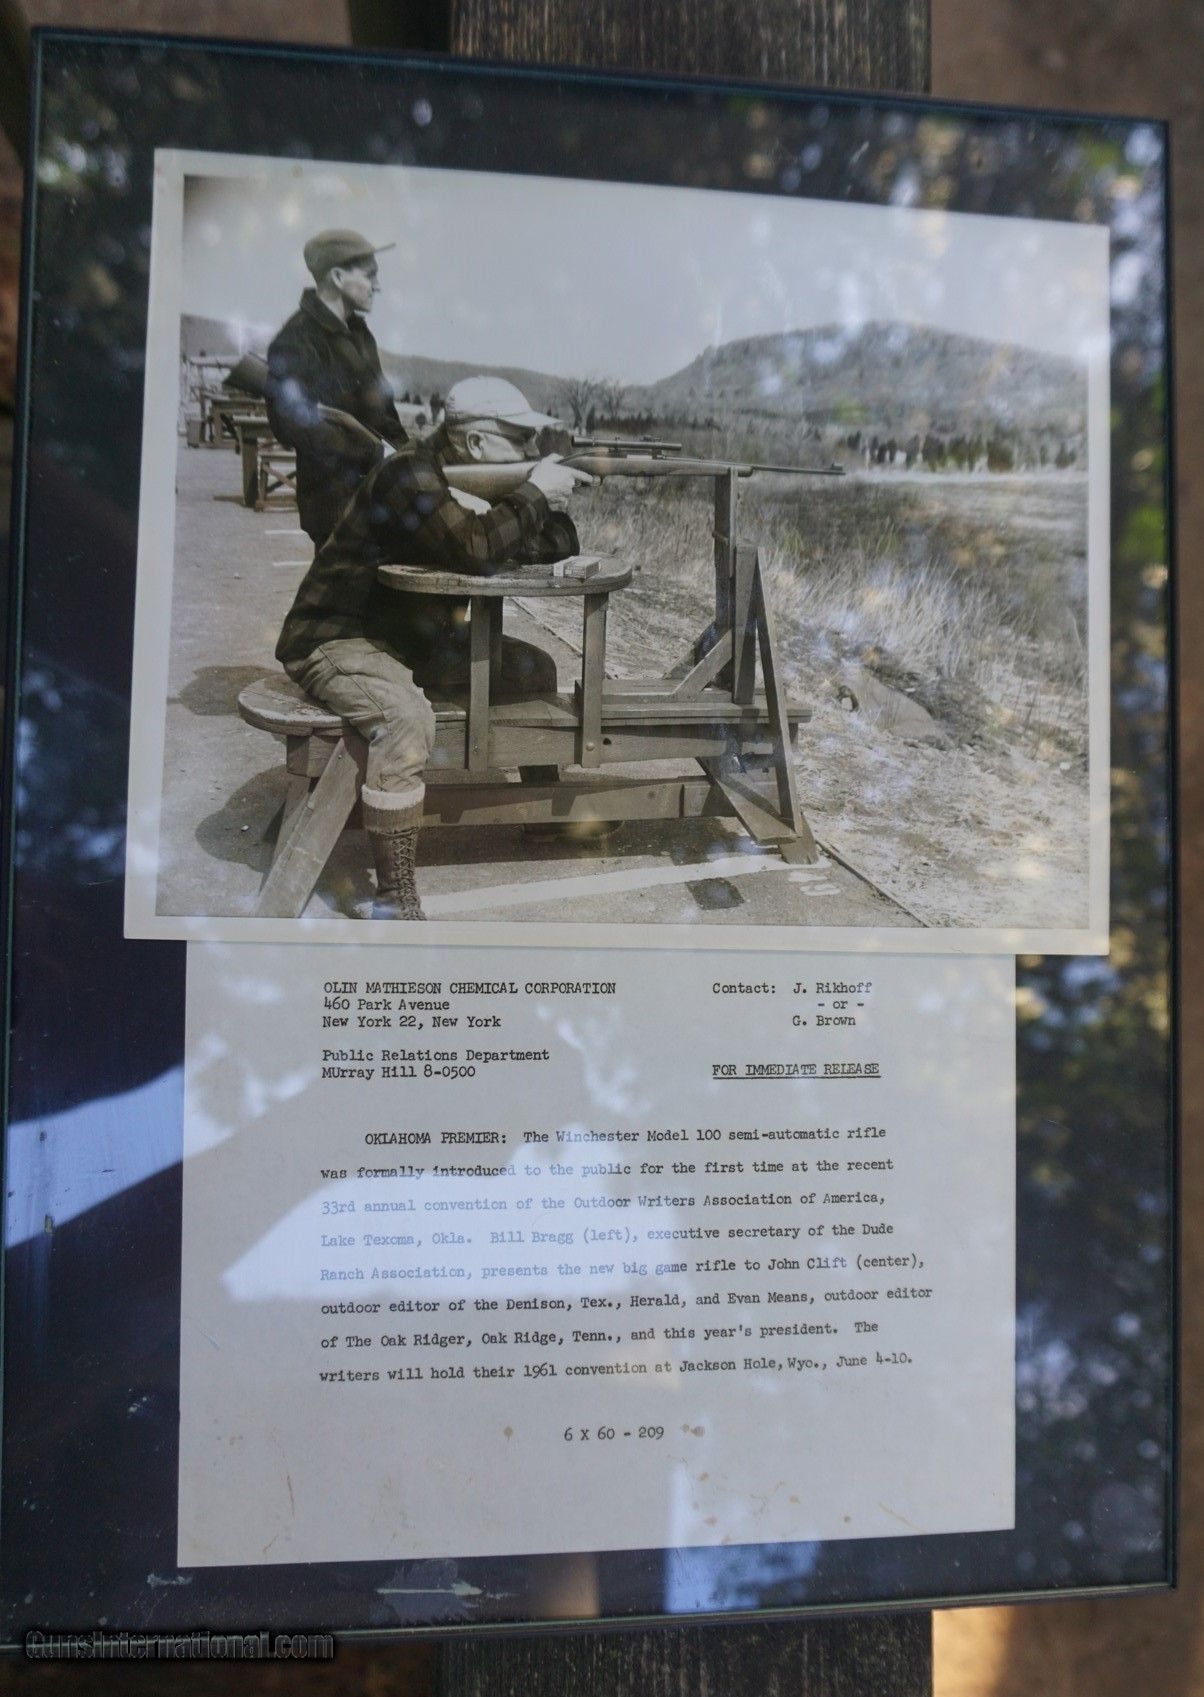 OLIN MATHIESON CHEMICAL CORPORATION
460 Park Avenue
New York 22, New York
Public Relations Department
MUrray Hill 8-0500
Contact: J. Rikhoff
- or -
G. Brown
FOR IMMEDIATE RELEASE
OKLAHOMA PREMIER: The Winchester Model 100 semi-automatic rifle
was formally introduced to the public for the first time at the recent
33rd annual convention of the Outdoor Writers Association of America,
Lake Texoma, Okla. Bill Bragg (left), executive secretary of the Dude
Ranch Association, presents the new big game rifle to John Clift (center),
outdoor editor of the Denison, Tex., Herald, and Evan Means, outdoor editor
of The Oak Ridger, Oak Ridge, Tenn., and this year's president. The
writers will hold their 1961 convention at Jackson Hole, Wyo., June 4-10.
6 X 60 - 209
GunsInternational.com